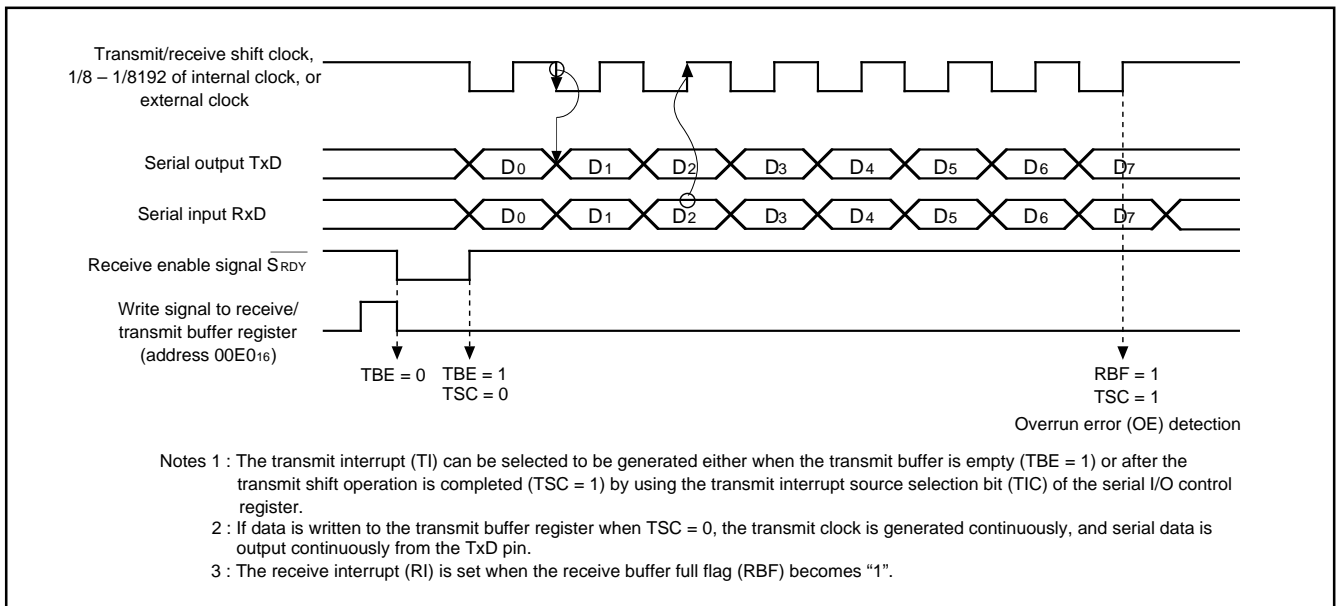 Transmit/receive shift clock,
1/8 – 1/8192 of internal clock, or
external clock
Serial output TxD
D0 D1 D2 D3 D4 D5 D6 D7
Serial input RxD
D0 D1 D2 D3 D4 D5 D6 D7
Receive enable signal SRDY
Write signal to receive/
transmit buffer register
(address 00E016)
TBE = 0
TBE = 1
TSC = 0
RBF = 1
TSC = 1
Overrun error (OE) detection
Notes 1 : The transmit interrupt (TI) can be selected to be generated either when the transmit buffer is empty (TBE = 1) or after the
transmit shift operation is completed (TSC = 1) by using the transmit interrupt source selection bit (TIC) of the serial I/O control
register.
2 : If data is written to the transmit buffer register when TSC = 0, the transmit clock is generated continuously, and serial data is
output continuously from the TxD pin.
3 : The receive interrupt (RI) is set when the receive buffer full flag (RBF) becomes “1”.